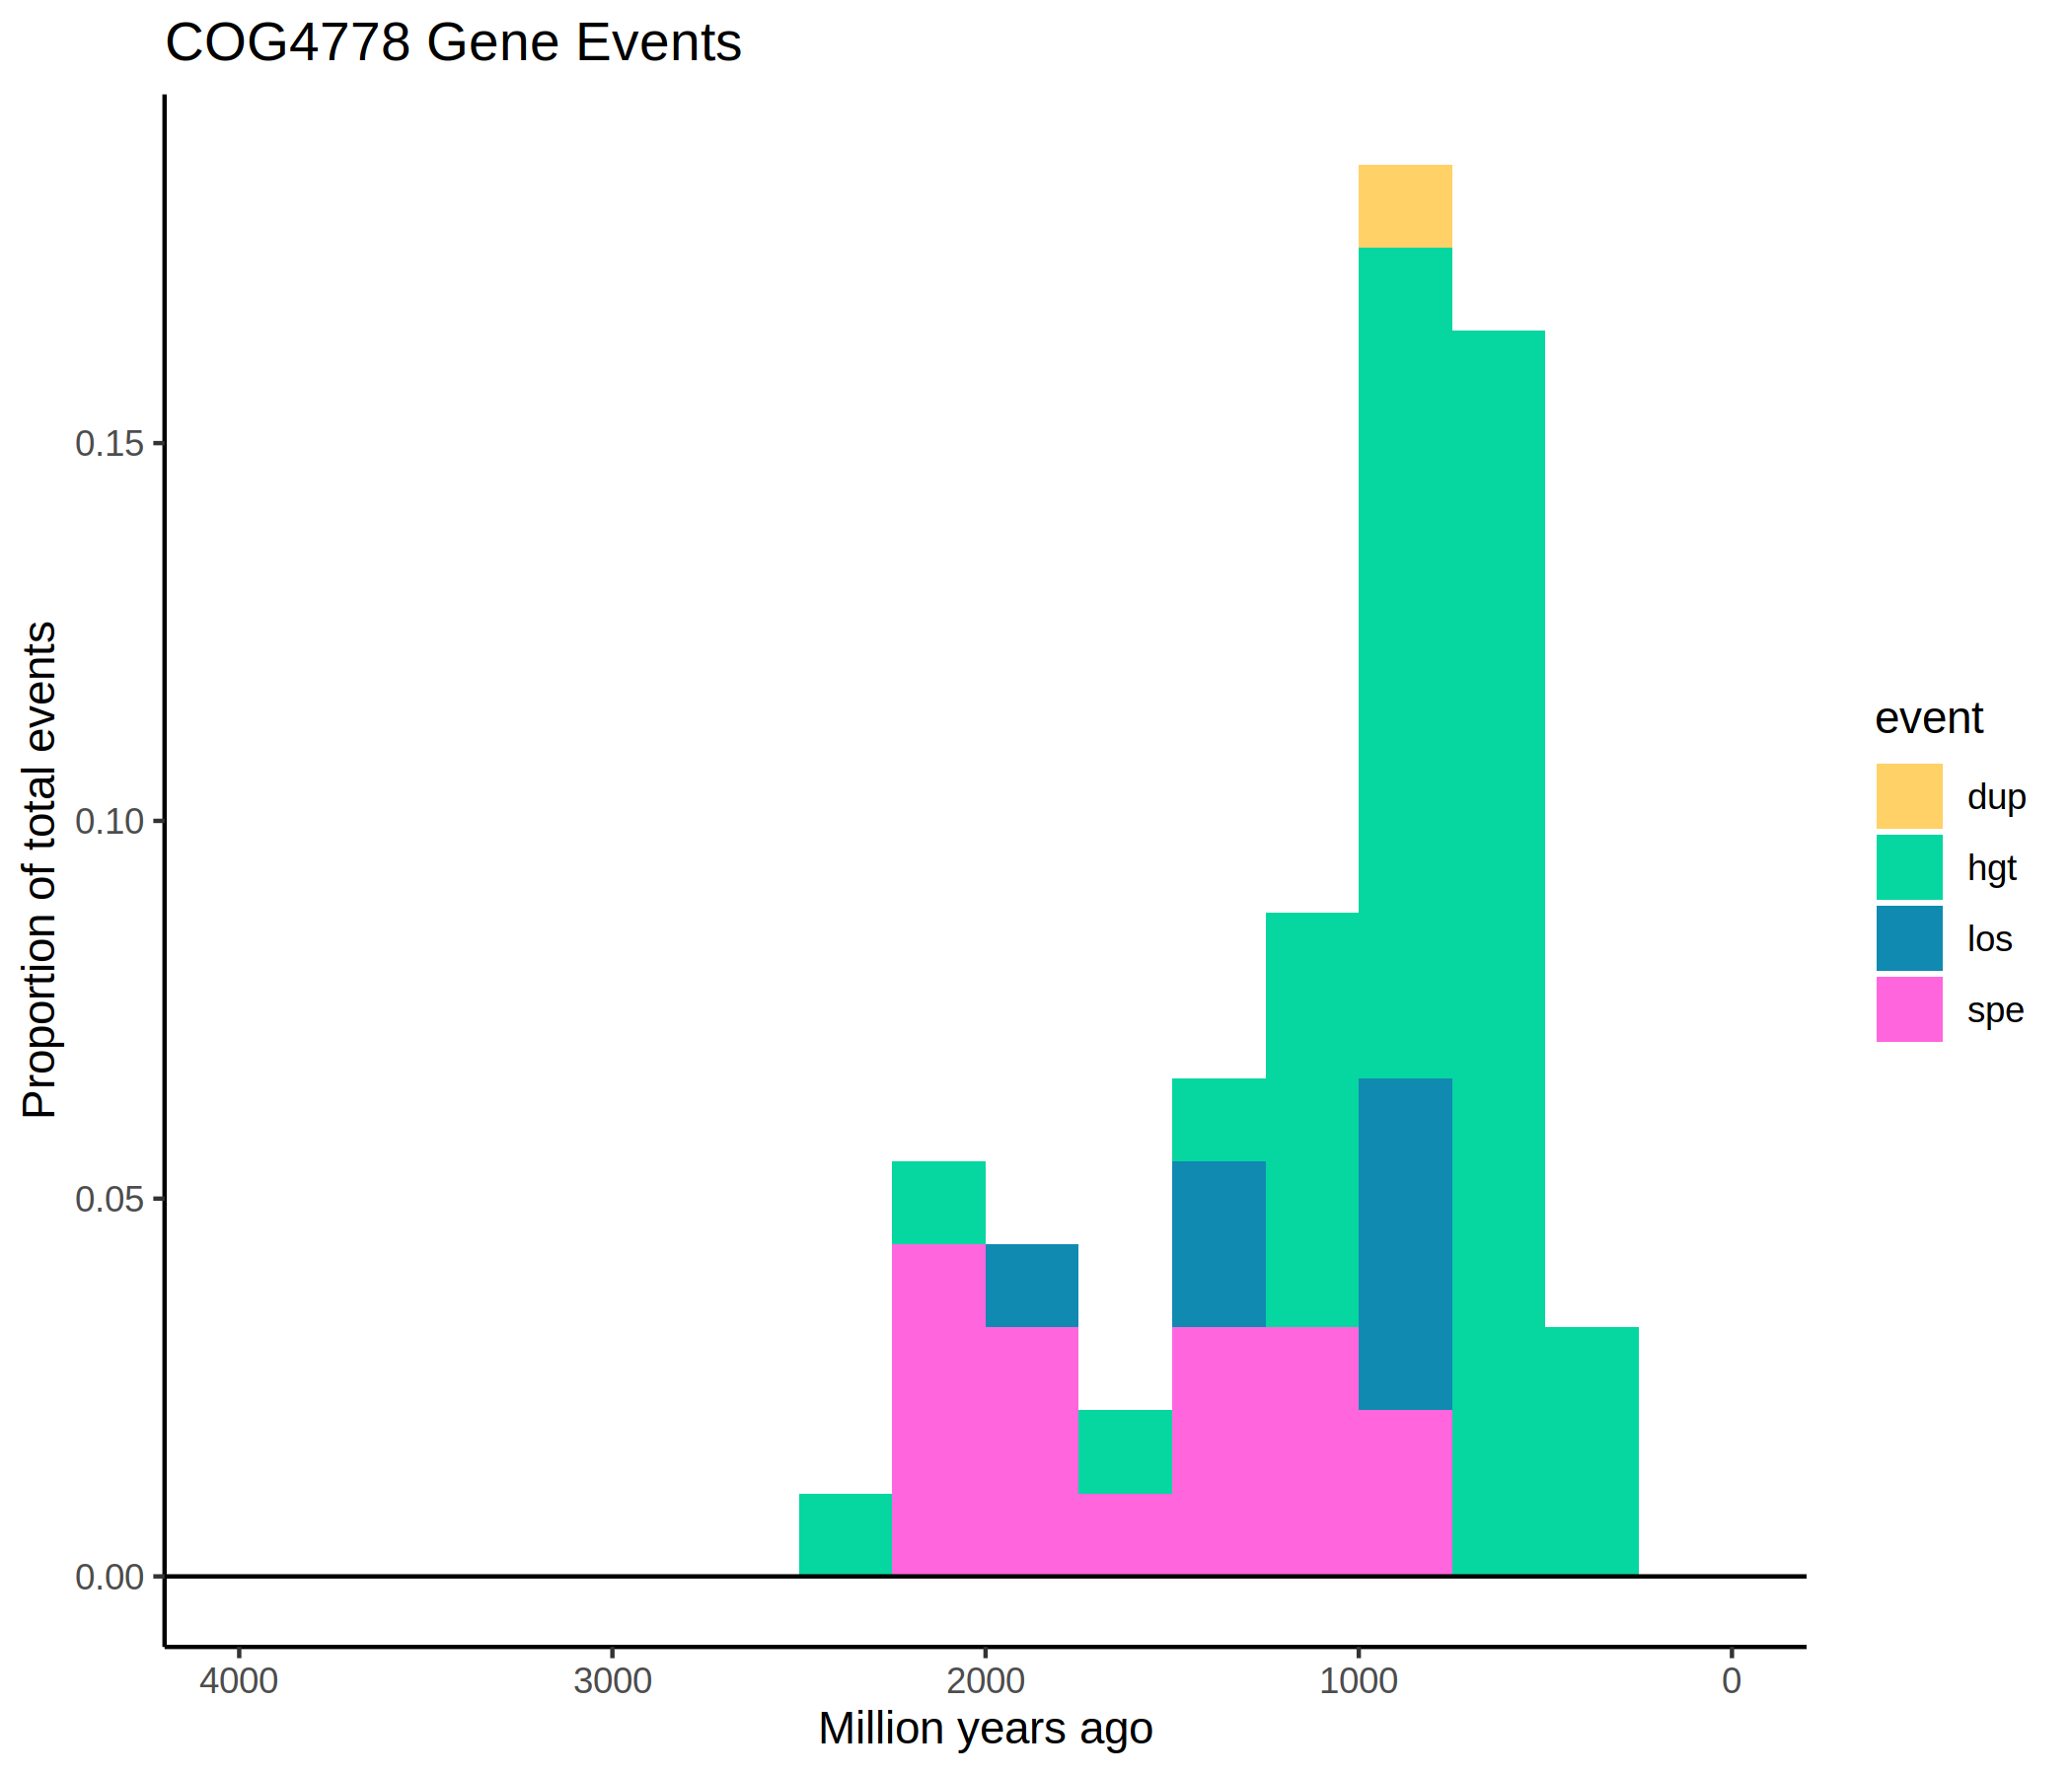 COG4778 Gene Events
Proportion of total events
0.15
0.10
0.05
0.00
4000 3000 2000 1000 0
Million years ago
event
dup
hgt
los
spe